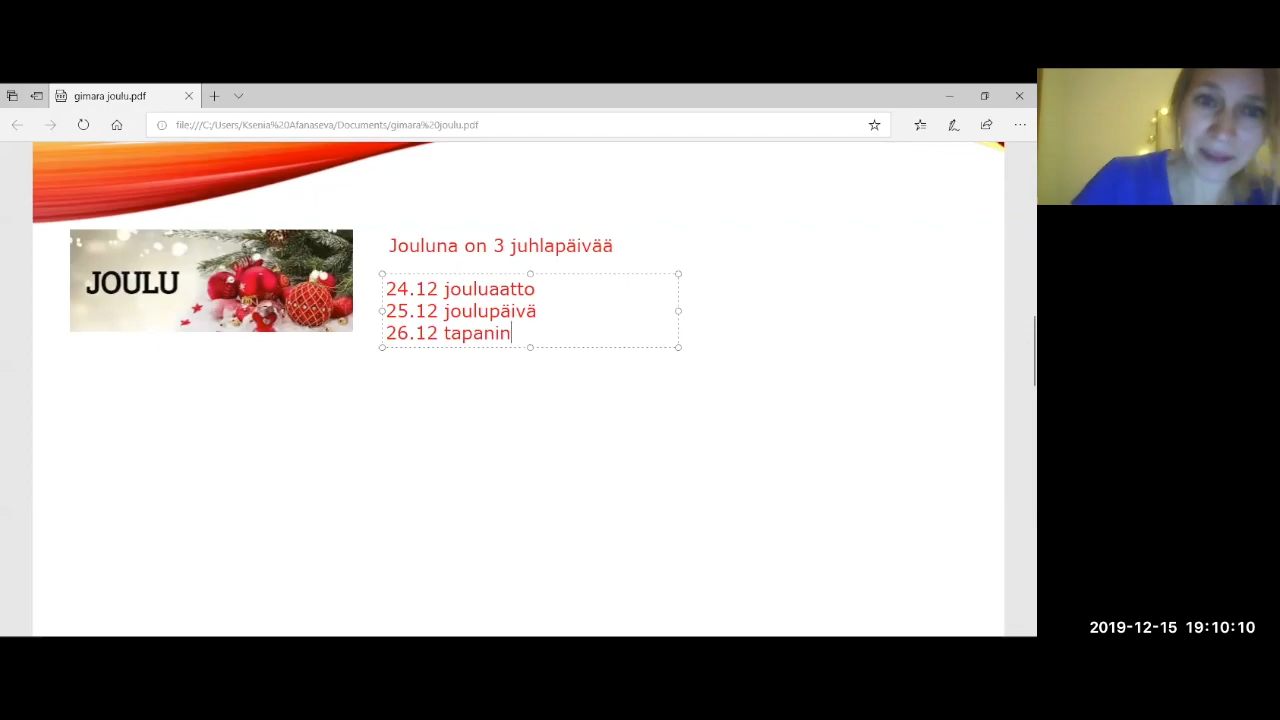 gimara joulu.pdf
file:///C:/Users/Ksenia%20Afanaseva/Documents/gimara%20joulu.pdf
JOULU
Jouluna on 3 juhlapäivää
24.12 jouluaatto
25.12 joulupäivä
26.12 tapanin
2019-12-15 19:10:10